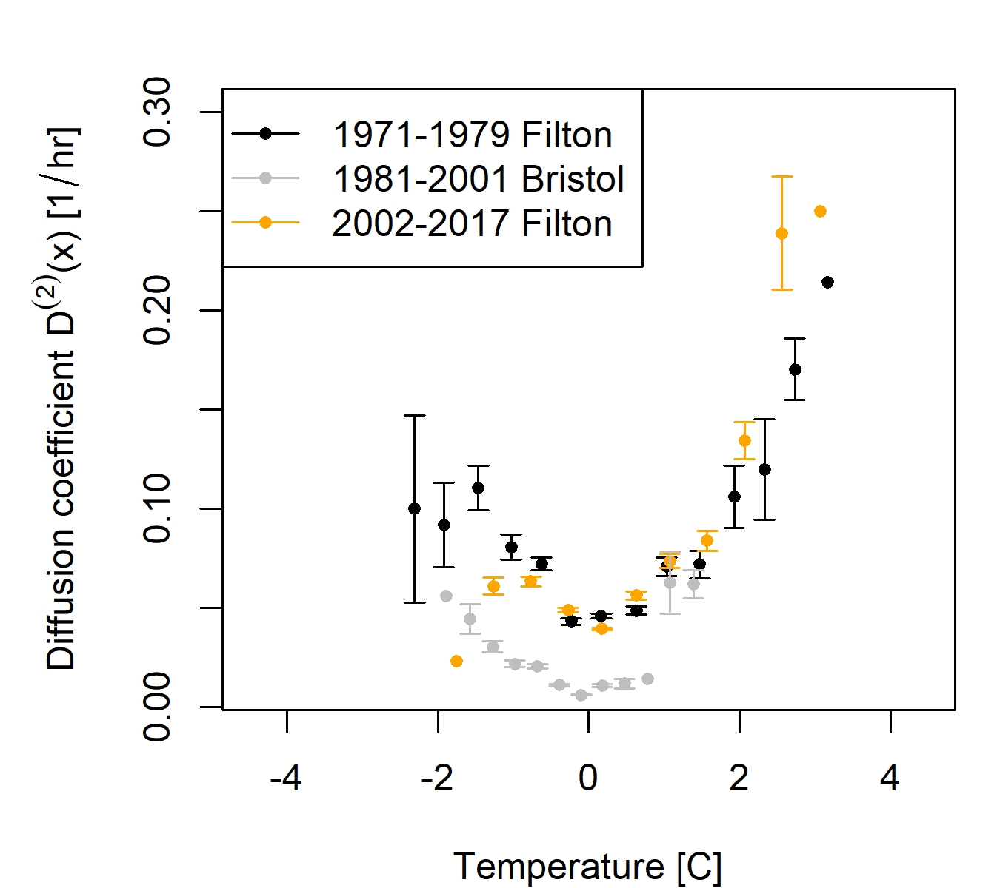 1971-1979 Filton
1981-2001 Bristol
2002-2017 Filton
Diffusion coefficient D⁽²⁾(x) [1/hr]
0.30
0.20
0.10
0.00
-4 -2 0 2 4
Temperature [C]